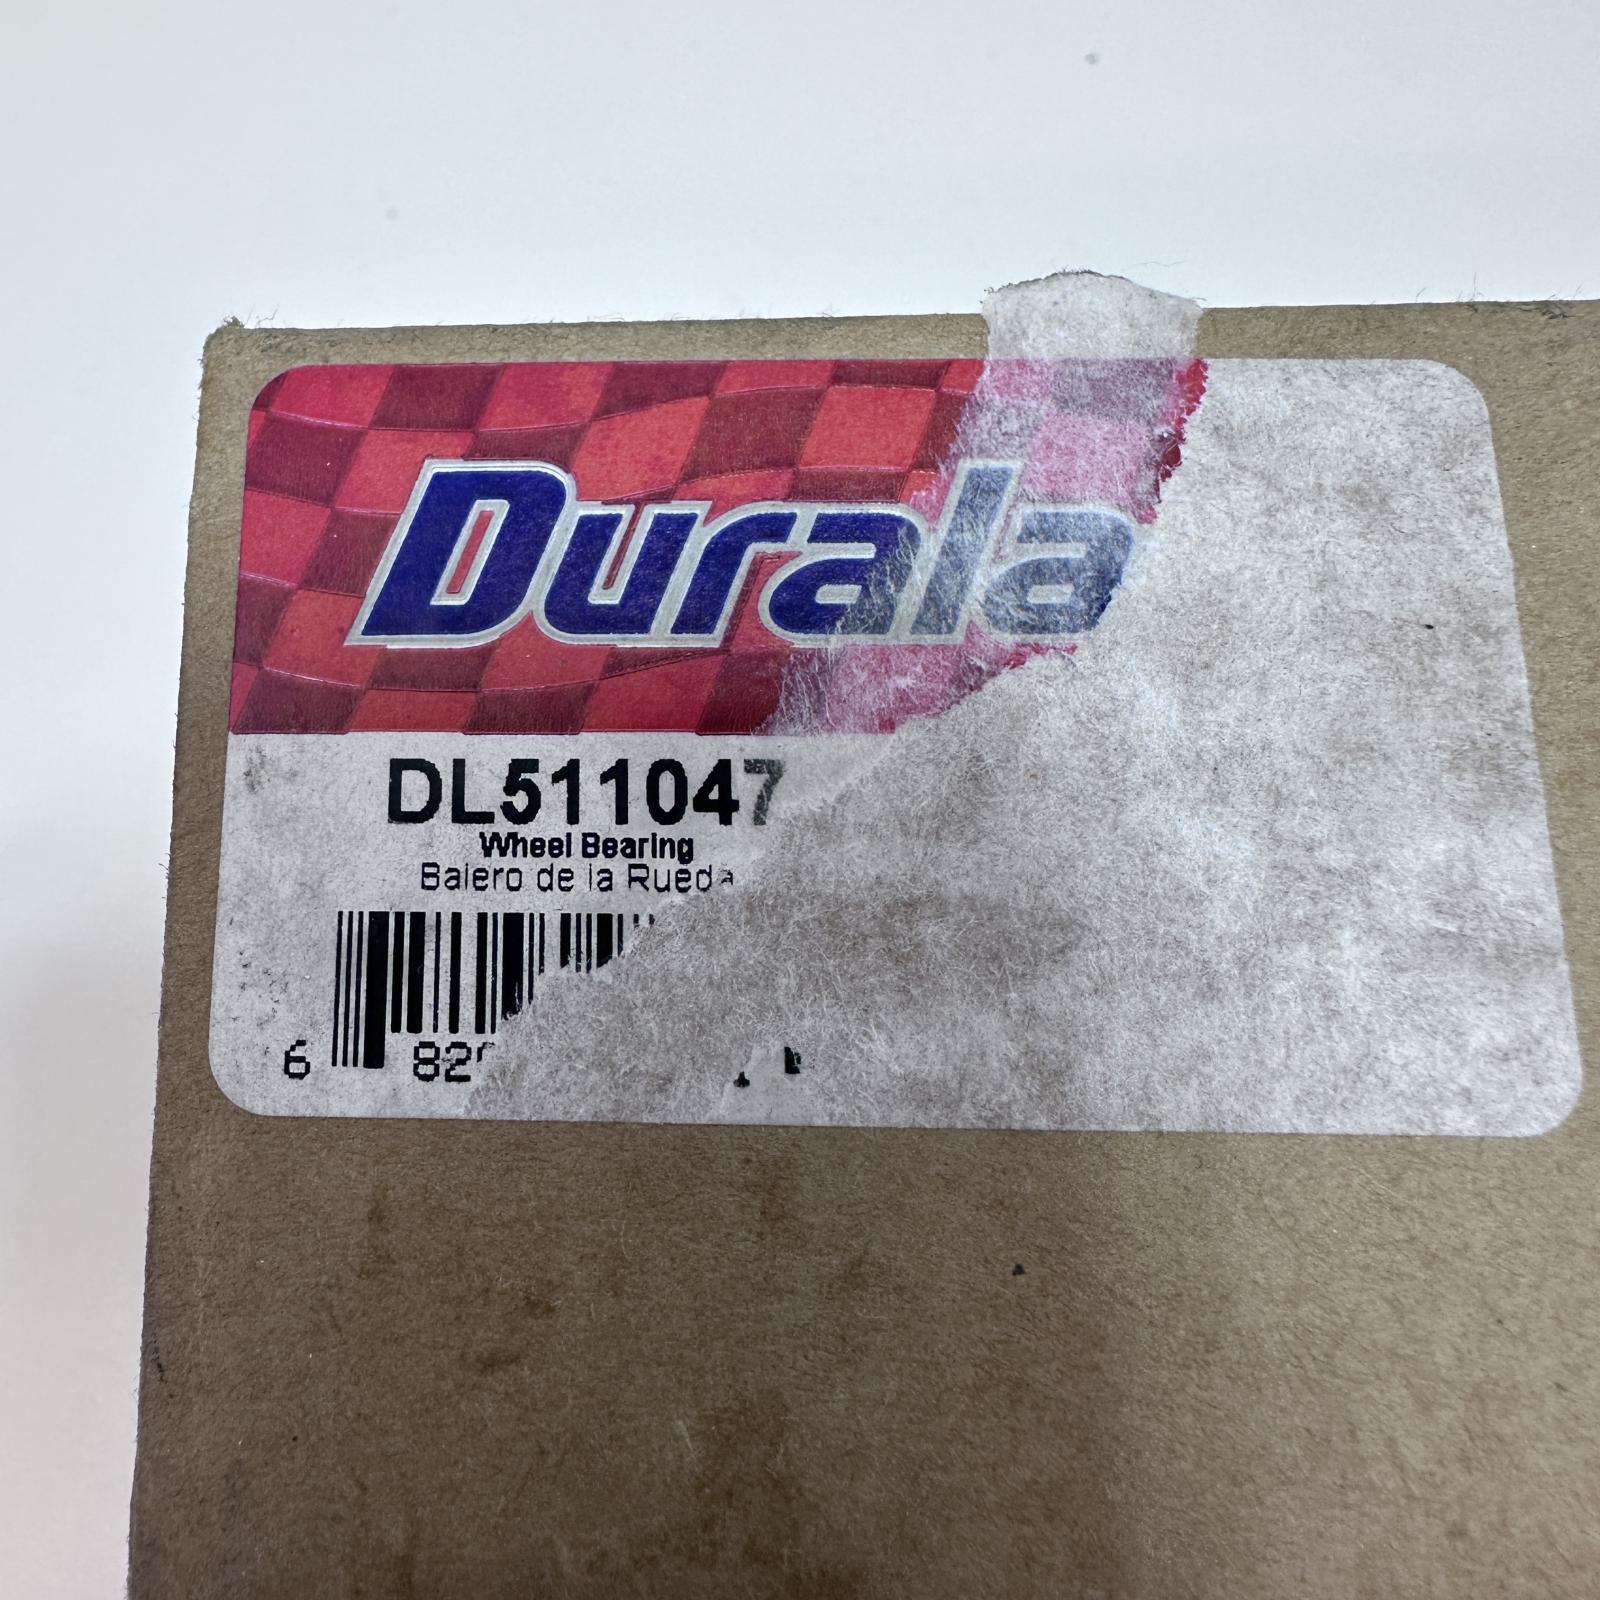 Durala
DL511047
Wheel Bearing
Balero de la Rueda
6 82